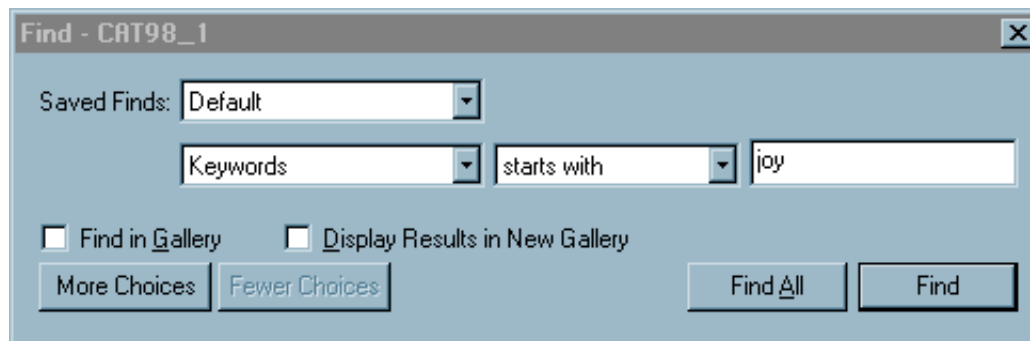 Find - CAT98_1
Saved Finds: Default
Keywords starts with joy
Find in Gallery Display Results in New Gallery
More Choices Fewer Choices Find All Find